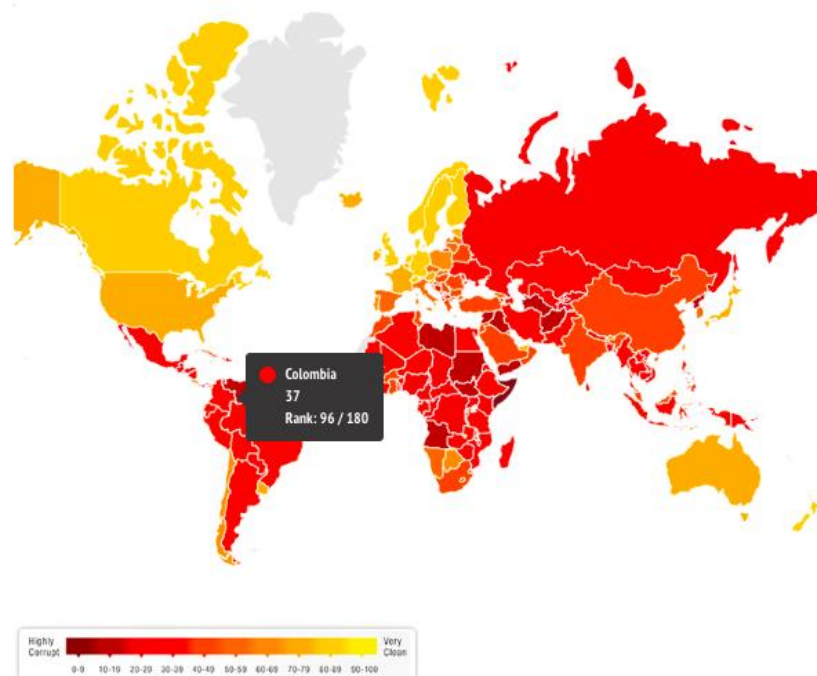 Colombia
37
Rank: 96 / 180
Highly Corrupt
Very Clean
0-9 10-19 20-29 30-39 40-49 50-59 60-69 70-79 80-89 90-100